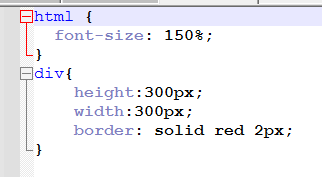 html {
font-size: 150%;
}
div{
height:300px;
width:300px;
border: solid red 2px;
}